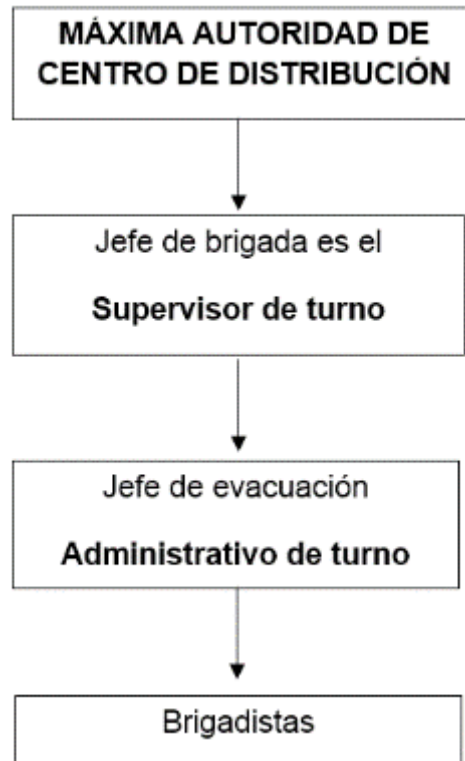 MÁXIMA AUTORIDAD DE
CENTRO DE DISTRIBUCIÓN
Jefe de brigada es el
Supervisor de turno
Jefe de evacuación
Administrativo de turno
Brigadistas